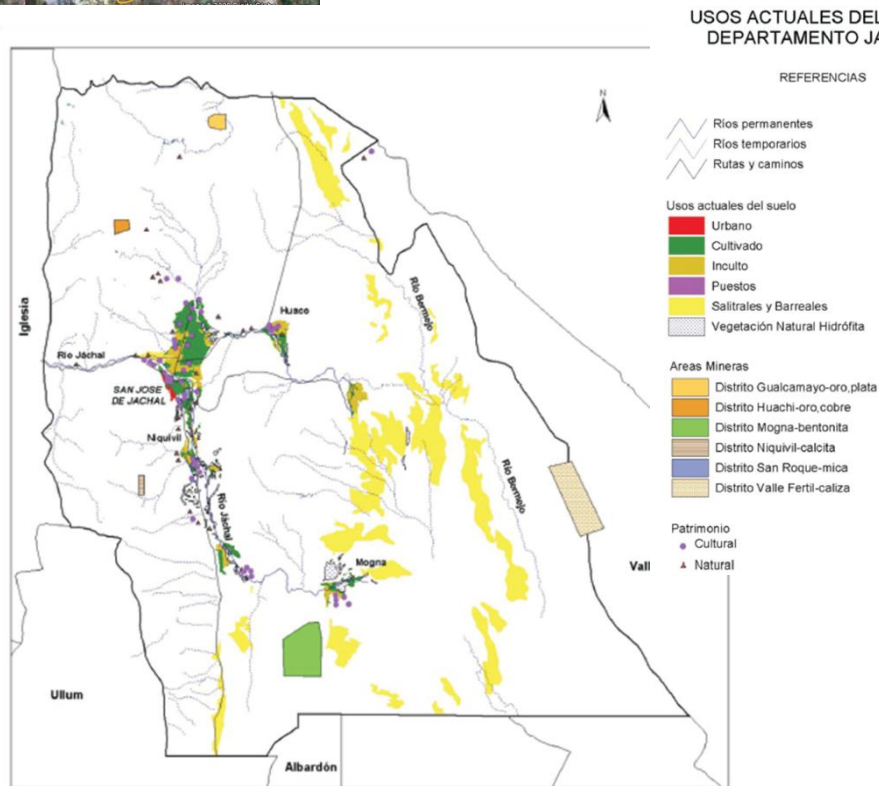 USOS ACTUALES DEL
DEPARTAMENTO JA
REFERENCIAS
Ríos permanentes
Ríos temporarios
Rutas y caminos
Usos actuales del suelo
Urbano
Cultivado
Inculto
Puestos
Salitrales y Barreales
Vegetación Natural Hidrófita
Areas Mineras
Distrito Gualcamayo-oro,plata
Distrito Huachi-oro,cobre
Distrito Mogna-bentonita
Distrito Niquivil-calcita
Distrito San Roque-mica
Distrito Valle Fertil-caliza
Patrimonio
Cultural
Natural
N
Iglesia
Río Bermejo
Huaco
Río Jáchal
SAN JOSE
DE JACHAL
Niquivil
Río Bermejo
Río Jáchal
Mogna
Vall
Ullum
Albardón